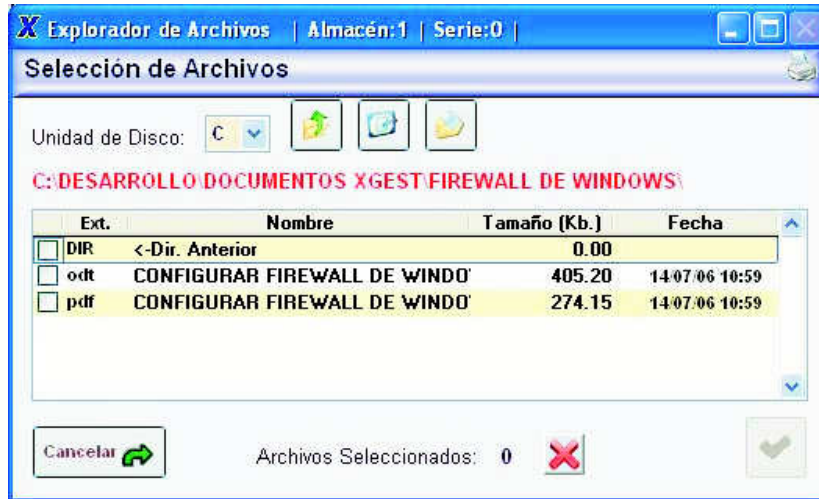 X Explorador de Archivos | Almacén:1 | Serie:0 |
Selección de Archivos
Unidad de Disco: C
C:\DESARROLLO\DOCUMENTOS XGEST\FIREWALL DE WINDOWS\
Ext. Nombre Tamaño (Kb.) Fecha
DIR <-Dir. Anterior 0.00
odt CONFIGURAR FIREWALL DE WINDO 405.20 14/07/06 10:59
pdf CONFIGURAR FIREWALL DE WINDO 274.15 14/07/06 10:59
Cancelar Archivos Seleccionados: 0